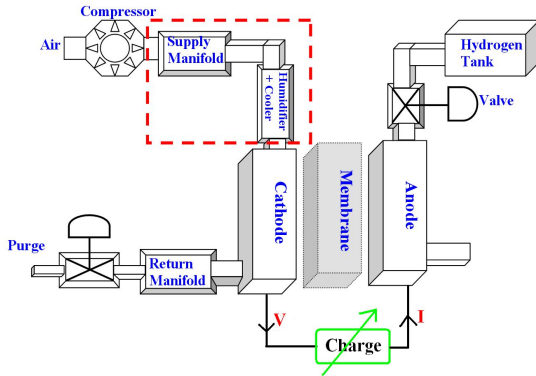 Compressor
Air
Supply
Manifold
Humidifier
+ Cooler
Hydrogen
Tank
Valve
Cathode
Membrane
Anode
Purge
Return
Manifold
V
I
Charge